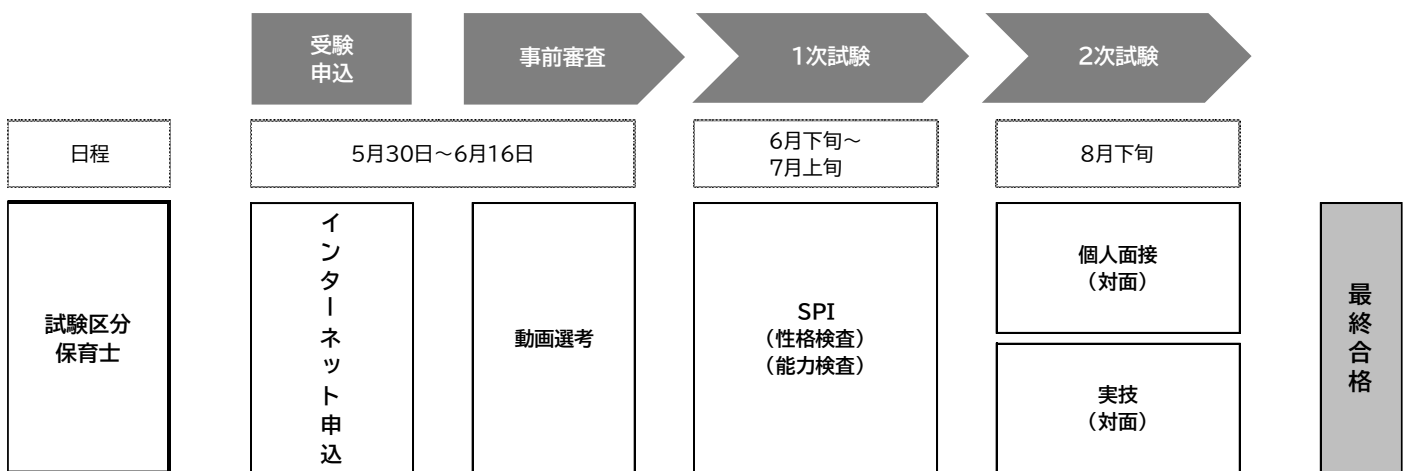 受験
申込
事前審査
1次試験
2次試験
日程
5月30日～6月16日
6月下旬～
7月上旬
8月下旬
試験区分
保育士
インターネット申込
動画選考
SPI
（性格検査）
（能力検査）
個人面接
（対面）
実技
（対面）
最終合格